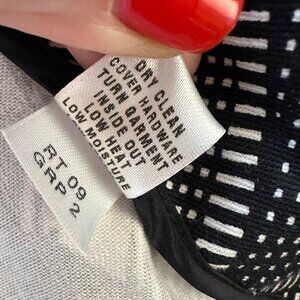 DRY CLEAN
COVER HARDWARE
TURN GARMENT
INSIDE OUT
LOW HEAT
LOW MOISTURE
RT 09 2
GRP